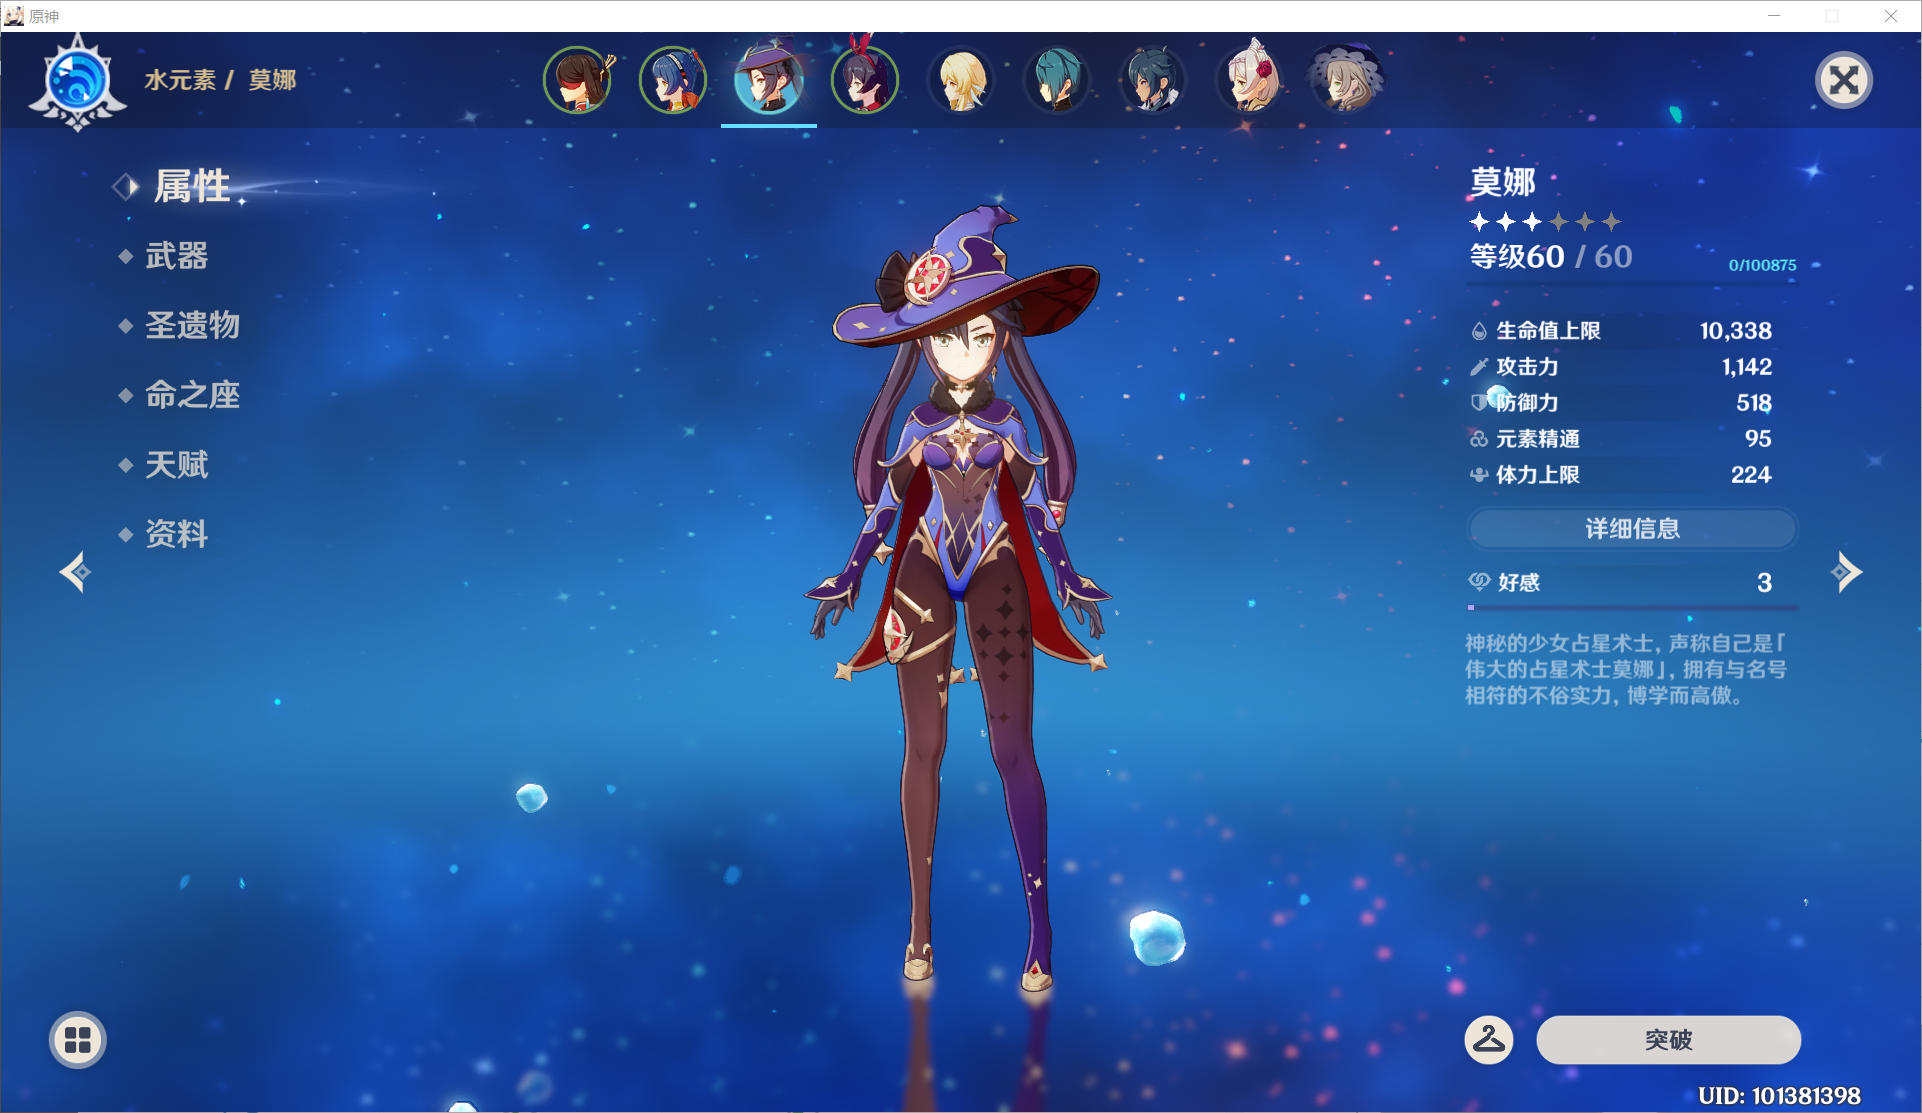 原神
水元素 / 莫娜
属性
武器
圣遗物
命之座
天赋
资料
莫娜
等级60 / 60
0/100875
生命值上限 10,338
攻击力 1,142
防御力 518
元素精通 95
体力上限 224
详细信息
好感 3
神秘的少女占星术士，声称自己是「
伟大的占星术士莫娜」，拥有与名号
相符的不俗实力，博学而高傲。
突破
UID: 101381398